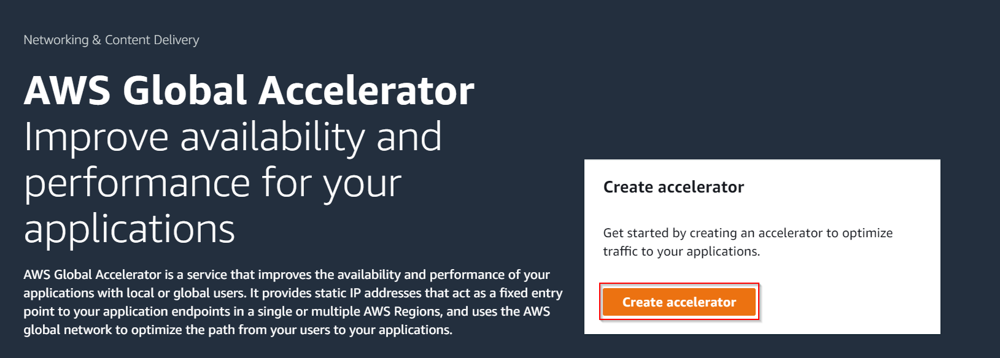 Networking & Content Delivery
AWS Global Accelerator
Improve availability and
performance for your
applications
AWS Global Accelerator is a service that improves the availability and performance of your
applications with local or global users. It provides static IP addresses that act as a fixed entry
point to your application endpoints in a single or multiple AWS Regions, and uses the AWS
global network to optimize the path from your users to your applications.
Create accelerator
Get started by creating an accelerator to optimize
traffic to your applications.
Create accelerator